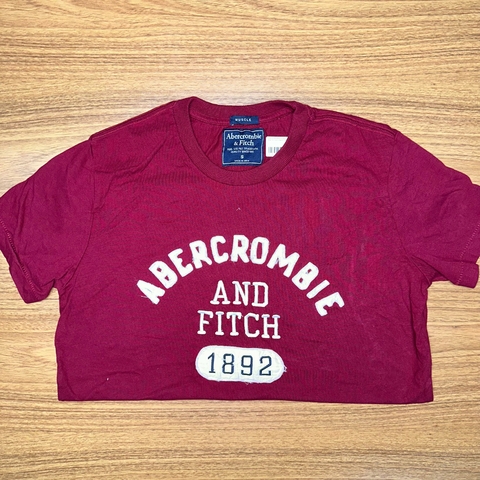 MUSCLE
Abercrombie
& Fitch
S
ABERCROMBIE
AND
FITCH
1892